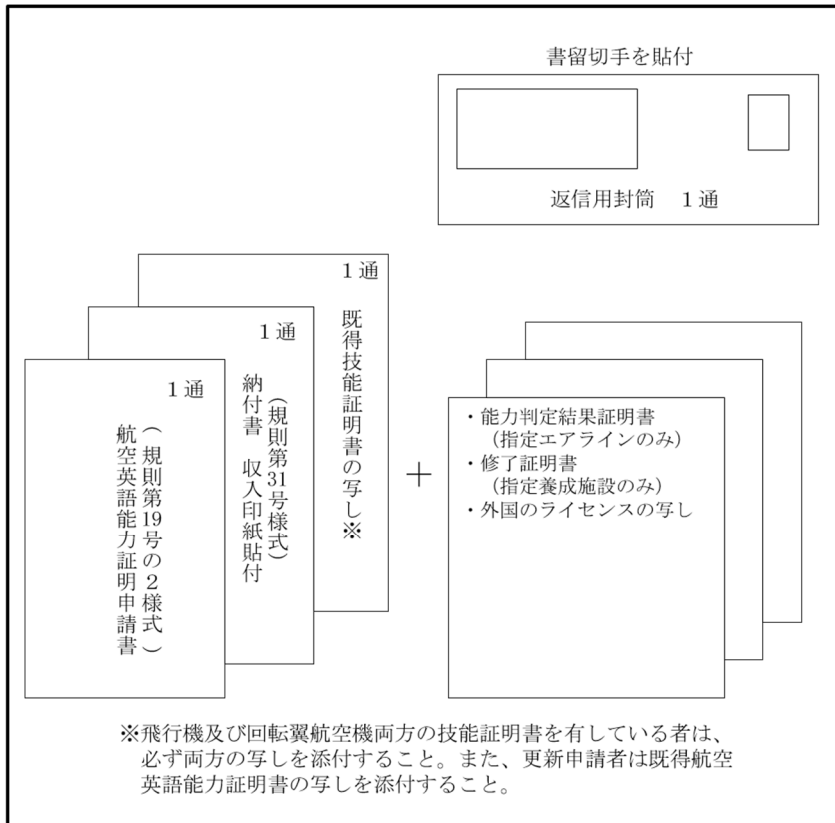 書留切手を貼付
返信用封筒　１通
１通
既得技能証明書の写し※
１通
（規則第31号様式）
納付書　収入印紙貼付
１通
（規則第19号の２様式）
航空英語能力証明申請書
＋
・能力判定結果証明書
（指定エアラインのみ）
・修了証明書
（指定養成施設のみ）
・外国のライセンスの写し
※飛行機及び回転翼航空機両方の技能証明書を有している者は、
必ず両方の写しを添付すること。また、更新申請者は既得航空
英語能力証明書の写しを添付すること。